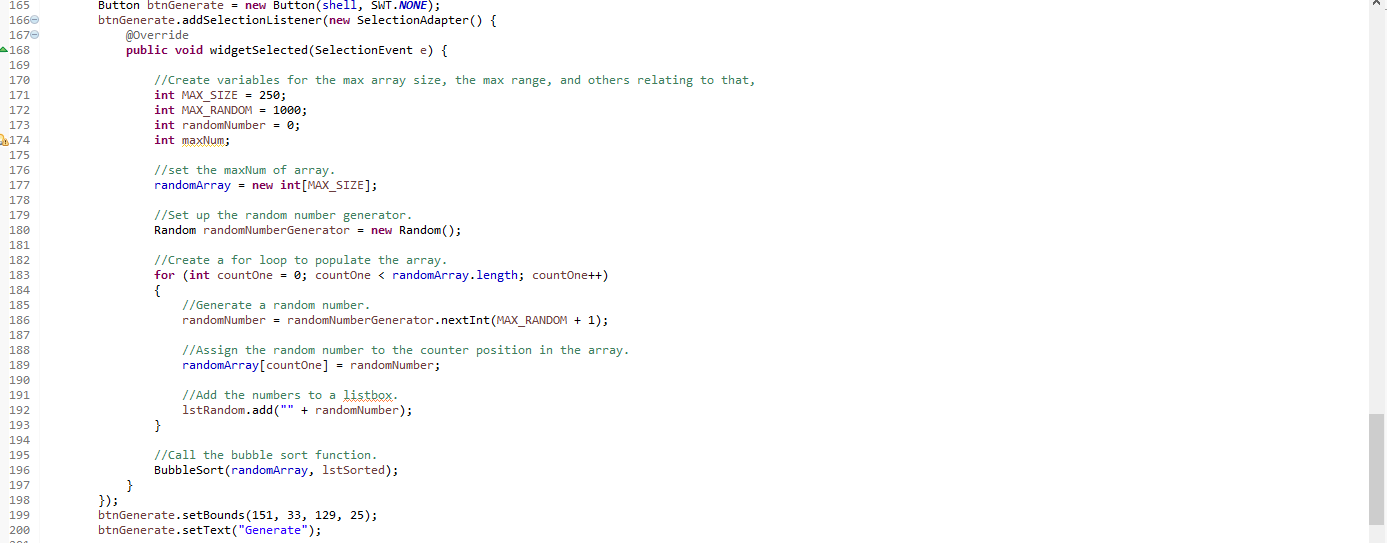 165 Button btnGenerate = new Button(shell, SWT.NONE);
166 btnGenerate.addSelectionListener(new SelectionAdapter() {
167 @Override
168 public void widgetSelected(SelectionEvent e) {
169
170 //Create variables for the max array size, the max range, and others relating to that,
171 int MAX_SIZE = 250;
172 int MAX_RANDOM = 1000;
173 int randomNumber = 0;
174 int maxNum;
175
176 //set the maxNum of array.
177 randomArray = new int[MAX_SIZE];
178
179 //Set up the random number generator.
180 Random randomNumberGenerator = new Random();
181
182 //Create a for loop to populate the array.
183 for (int countOne = 0; countOne < randomArray.length; countOne++)
184 {
185 //Generate a random number.
186 randomNumber = randomNumberGenerator.nextInt(MAX_RANDOM + 1);
187
188 //Assign the random number to the counter position in the array.
189 randomArray[countOne] = randomNumber;
190
191 //Add the numbers to a listbox.
192 lstRandom.add("" + randomNumber);
193 }
194
195 //Call the bubble sort function.
196 BubbleSort(randomArray, lstSorted);
197 }
198 });
199 btnGenerate.setBounds(151, 33, 129, 25);
200 btnGenerate.setText("Generate");